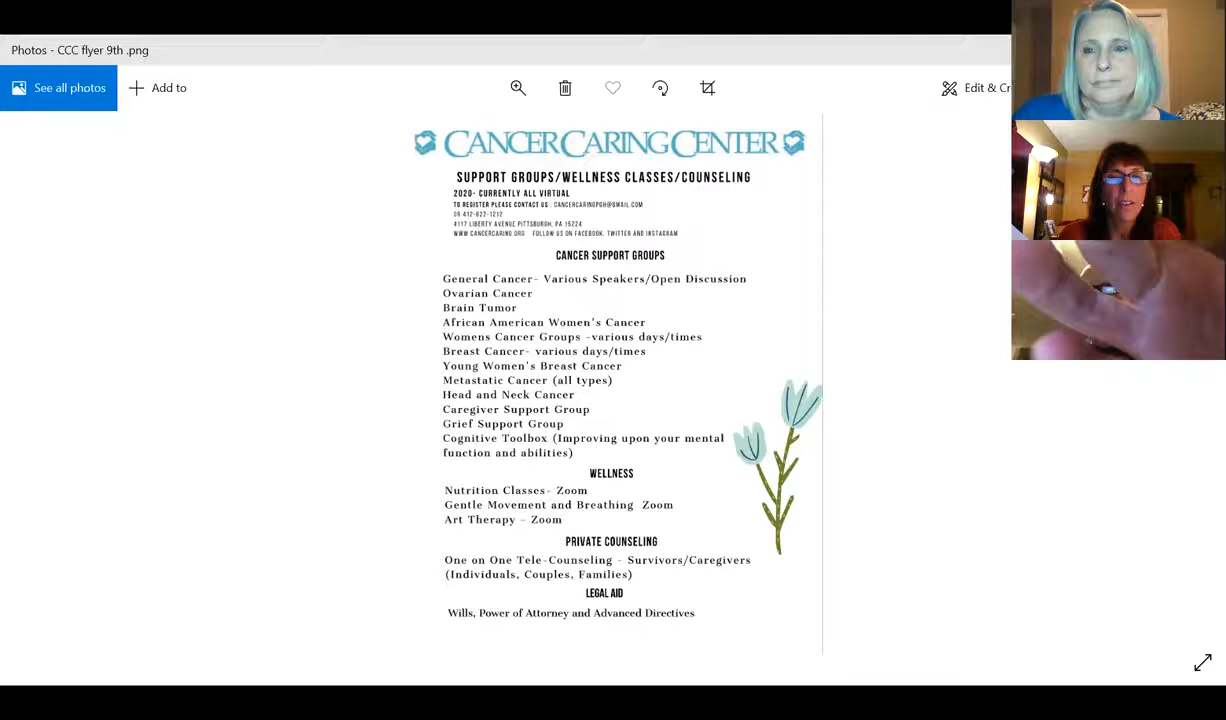 Photos - CCC flyer 9th .png
See all photos
Add to
Edit & Cr
CANCER CARING CENTER
SUPPORT GROUPS/WELLNESS CLASSES/COUNSELING
2020- CURRENTLY ALL VIRTUAL
TO REGISTER PLEASE CONTACT US : CANCERCARINGPGH@GMAIL.COM
OR 412-622-1212
4117 LIBERTY AVENUE PITTSBURGH, PA 15224
WWW.CANCERCARING.ORG FOLLOW US ON FACEBOOK, TWITTER AND INSTAGRAM
CANCER SUPPORT GROUPS
General Cancer- Various Speakers/Open Discussion
Ovarian Cancer
Brain Tumor
African American Women's Cancer
Womens Cancer Groups -various days/times
Breast Cancer- various days/times
Young Women's Breast Cancer
Metastatic Cancer (all types)
Head and Neck Cancer
Caregiver Support Group
Grief Support Group
Cognitive Toolbox (Improving upon your mental
function and abilities)
WELLNESS
Nutrition Classes- Zoom
Gentle Movement and Breathing Zoom
Art Therapy - Zoom
PRIVATE COUNSELING
One on One Tele-Counseling - Survivors/Caregivers
(Individuals, Couples, Families)
LEGAL AID
Wills, Power of Attorney and Advanced Directives